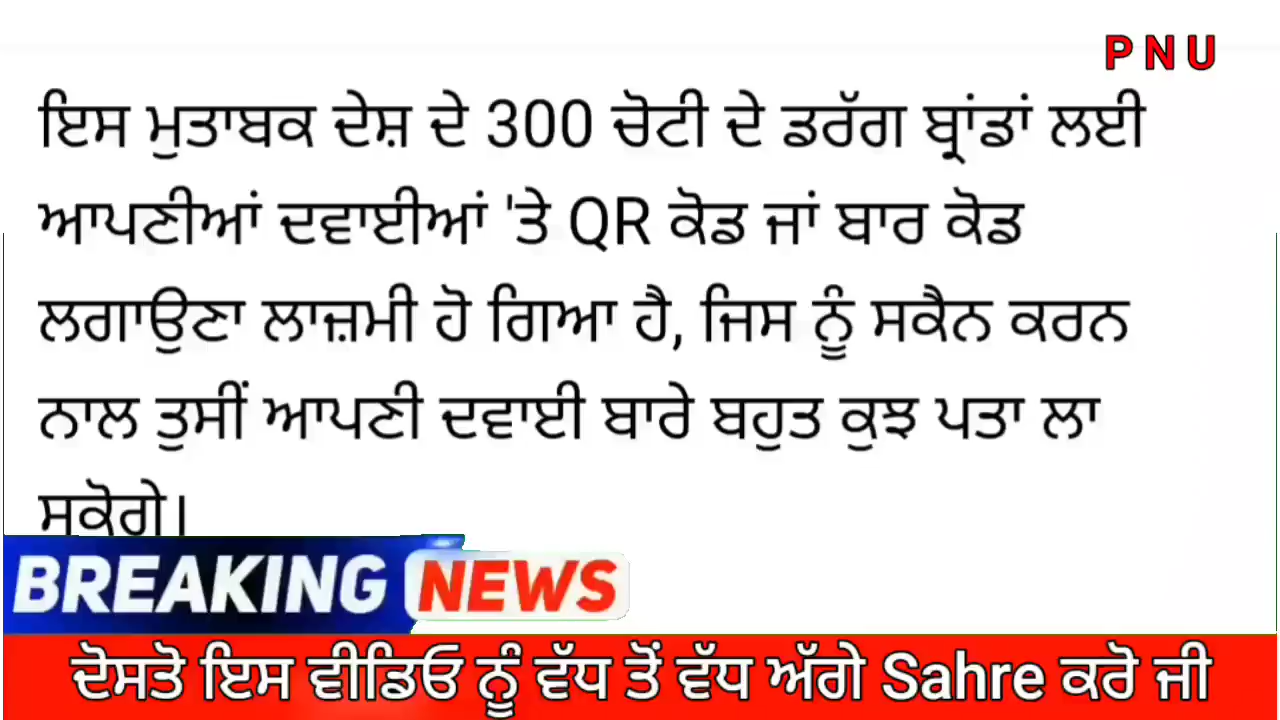 PNU
ਇਸ ਮੁਤਾਬਕ ਦੇਸ਼ ਦੇ 300 ਚੋਟੀ ਦੇ ਡਰੱਗ ਬ੍ਰਾਂਡਾਂ ਲਈ
ਆਪਣੀਆਂ ਦਵਾਈਆਂ 'ਤੇ QR ਕੋਡ ਜਾਂ ਬਾਰ ਕੋਡ
ਲਗਾਉਣਾ ਲਾਜ਼ਮੀ ਹੋ ਗਿਆ ਹੈ, ਜਿਸ ਨੂੰ ਸਕੈਨ ਕਰਨ
ਨਾਲ ਤੁਸੀਂ ਆਪਣੀ ਦਵਾਈ ਬਾਰੇ ਬਹੁਤ ਕੁਝ ਪਤਾ ਲਾ
ਸਕੋਗੇ।
BREAKING NEWS
ਦੋਸਤੋ ਇਸ ਵੀਡਿਓ ਨੂੰ ਵੱਧ ਤੋਂ ਵੱਧ ਅੱਗੇ Sahre ਕਰੋ ਜੀ